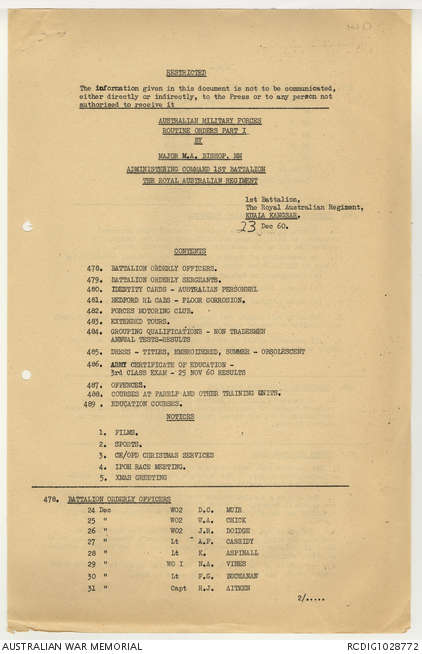 RESTRICTED
The information given in this document is not to be communicated,
either directly or indirectly, to the Press or to any person not
authorised to receive it
AUSTRALIAN MILITARY FORCES
ROUTINE ORDERS PART I
BY
MAJOR M.A. BISHOP, MM
ADMINISTERING COMMAND 1ST BATTALION
THE ROYAL AUSTRALIAN REGIMENT
1st Battalion,
The Royal Australian Regiment,
KUALA KANGSAR.
23 Dec 60.
CONTENTS
478. BATTALION ORDERLY OFFICERS.
479. BATTALION ORDERLY SERGEANTS.
480. IDENTITY CARDS - AUSTRALIAN PERSONNEL
481. BEDFORD RL CABS - FLOOR CORROSION.
482. FORCES MOTORING CLUB.
483. EXTENDED TOURS.
484. GROUPING QUALIFICATIONS - NON TRADESMEN
ANNUAL TESTS-RESULTS
485. DRESS - TITLES, EMBROIDERED, SUMMER - OBSOLESCENT
486. ARMY CERTIFICATE OF EDUCATION -
3rd CLASS EXAM - 25 NOV 60 RESULTS
487. OFFENCES.
488. COURSES AT FARELF AND OTHER TRAINING UNITS.
489. EDUCATION COURSES.
NOTICES
1. FILMS.
2. SPORTS.
3. CE/OPD CHRISTMAS SERVICES
4. IPOH RACE MEETING.
5. XMAS GREETING
478. BATTALION ORDERLY OFFICERS
24 Dec WO2 D.C. MUIR
25 " WO2 W.A. CHICK
26 " WO2 J.R. DOIDGE
27 " Lt A.P. CASSIDY
28 " Lt K. ASPINALL
29 " WO I N.A. VINES
30 " Lt F.G. BUCHANAN
31 " Capt R.J. AITKEN
2/.....
AUSTRALIAN WAR MEMORIAL
RCDIG1028772